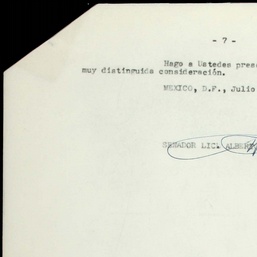 - 7 -
Hago a Ustedes pres
muy distinguida consideración.
MEXICO, D.F., Julio
SENADOR LIC. ALBER